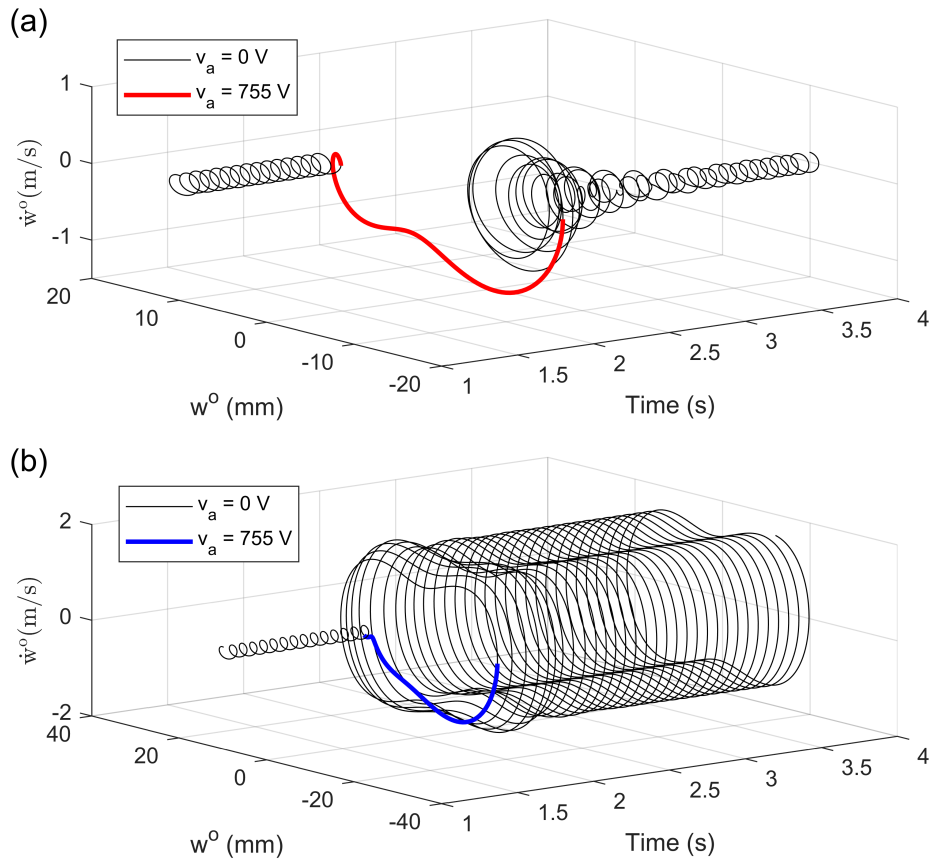 (a)
v_a = 0 V
v_a = 755 V
1
0
-1
ẇ^o(m/s)
20
10
0
-10
-20
w^o (mm)
1
1.5
2
2.5
3
3.5
4
Time (s)
(b)
v_a = 0 V
v_a = 755 V
2
0
-2
ẇ^o(m/s)
40
20
0
-20
-40
w^o (mm)
1
1.5
2
2.5
3
3.5
4
Time (s)